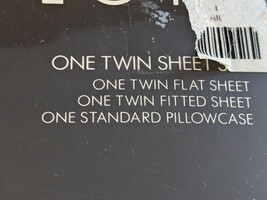 ONE TWIN SHEET
ONE TWIN FLAT SHEET
ONE TWIN FITTED SHEET
ONE STANDARD PILLOWCASE